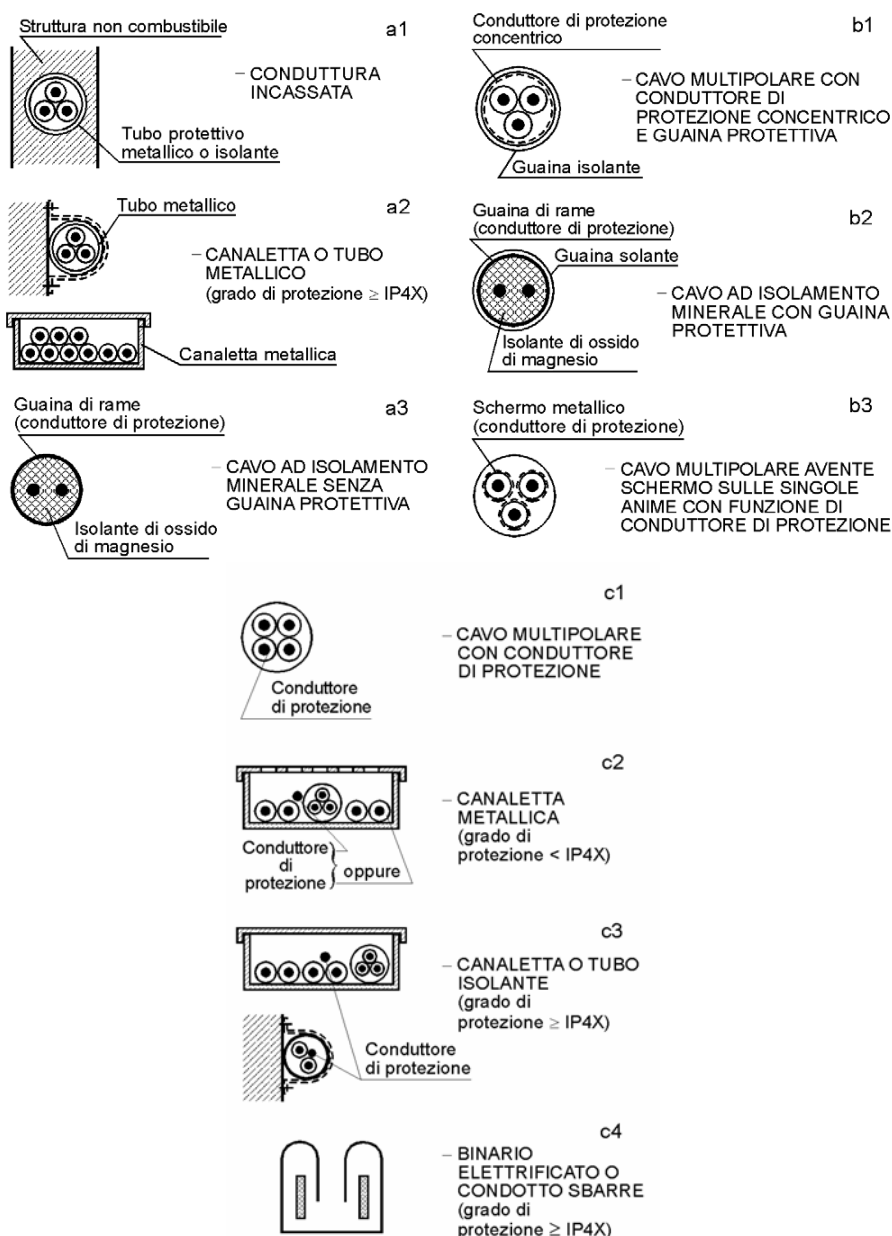 Struttura non combustibile
a1
– CONDUTTURA
INCASSATA
Tubo protettivo
metallico o isolante
Conduttore di protezione
concentrico
b1
– CAVO MULTIPOLARE CON
CONDUTTORE DI
PROTEZIONE CONCENTRICO
E GUAINA PROTETTIVA
Guaina isolante
Tubo metallico
a2
– CANALETTA O TUBO
METALLICO
(grado di protezione ≥ IP4X)
Canaletta metallica
Guaina di rame
(conduttore di protezione)
b2
Guaina solante
– CAVO AD ISOLAMENTO
MINERALE CON GUAINA
PROTETTIVA
Isolante di ossido
di magnesio
Guaina di rame
(conduttore di protezione)
a3
– CAVO AD ISOLAMENTO
MINERALE SENZA
GUAINA PROTETTIVA
Isolante di ossido
di magnesio
Schermo metallico
(conduttore di protezione)
b3
– CAVO MULTIPOLARE AVENTE
SCHERMO SULLE SINGOLE
ANIME CON FUNZIONE DI
CONDUTTORE DI PROTEZIONE
c1
– CAVO MULTIPOLARE
CON CONDUTTORE
DI PROTEZIONE
Conduttore
di protezione
c2
– CANALETTA
METALLICA
(grado di
protezione < IP4X)
Conduttore
di
protezione
oppure
c3
– CANALETTA O TUBO
ISOLANTE
(grado di
protezione ≥ IP4X)
Conduttore
di protezione
c4
– BINARIO
ELETTRIFICATO O
CONDOTTO SBARRE
(grado di
protezione ≥ IP4X)